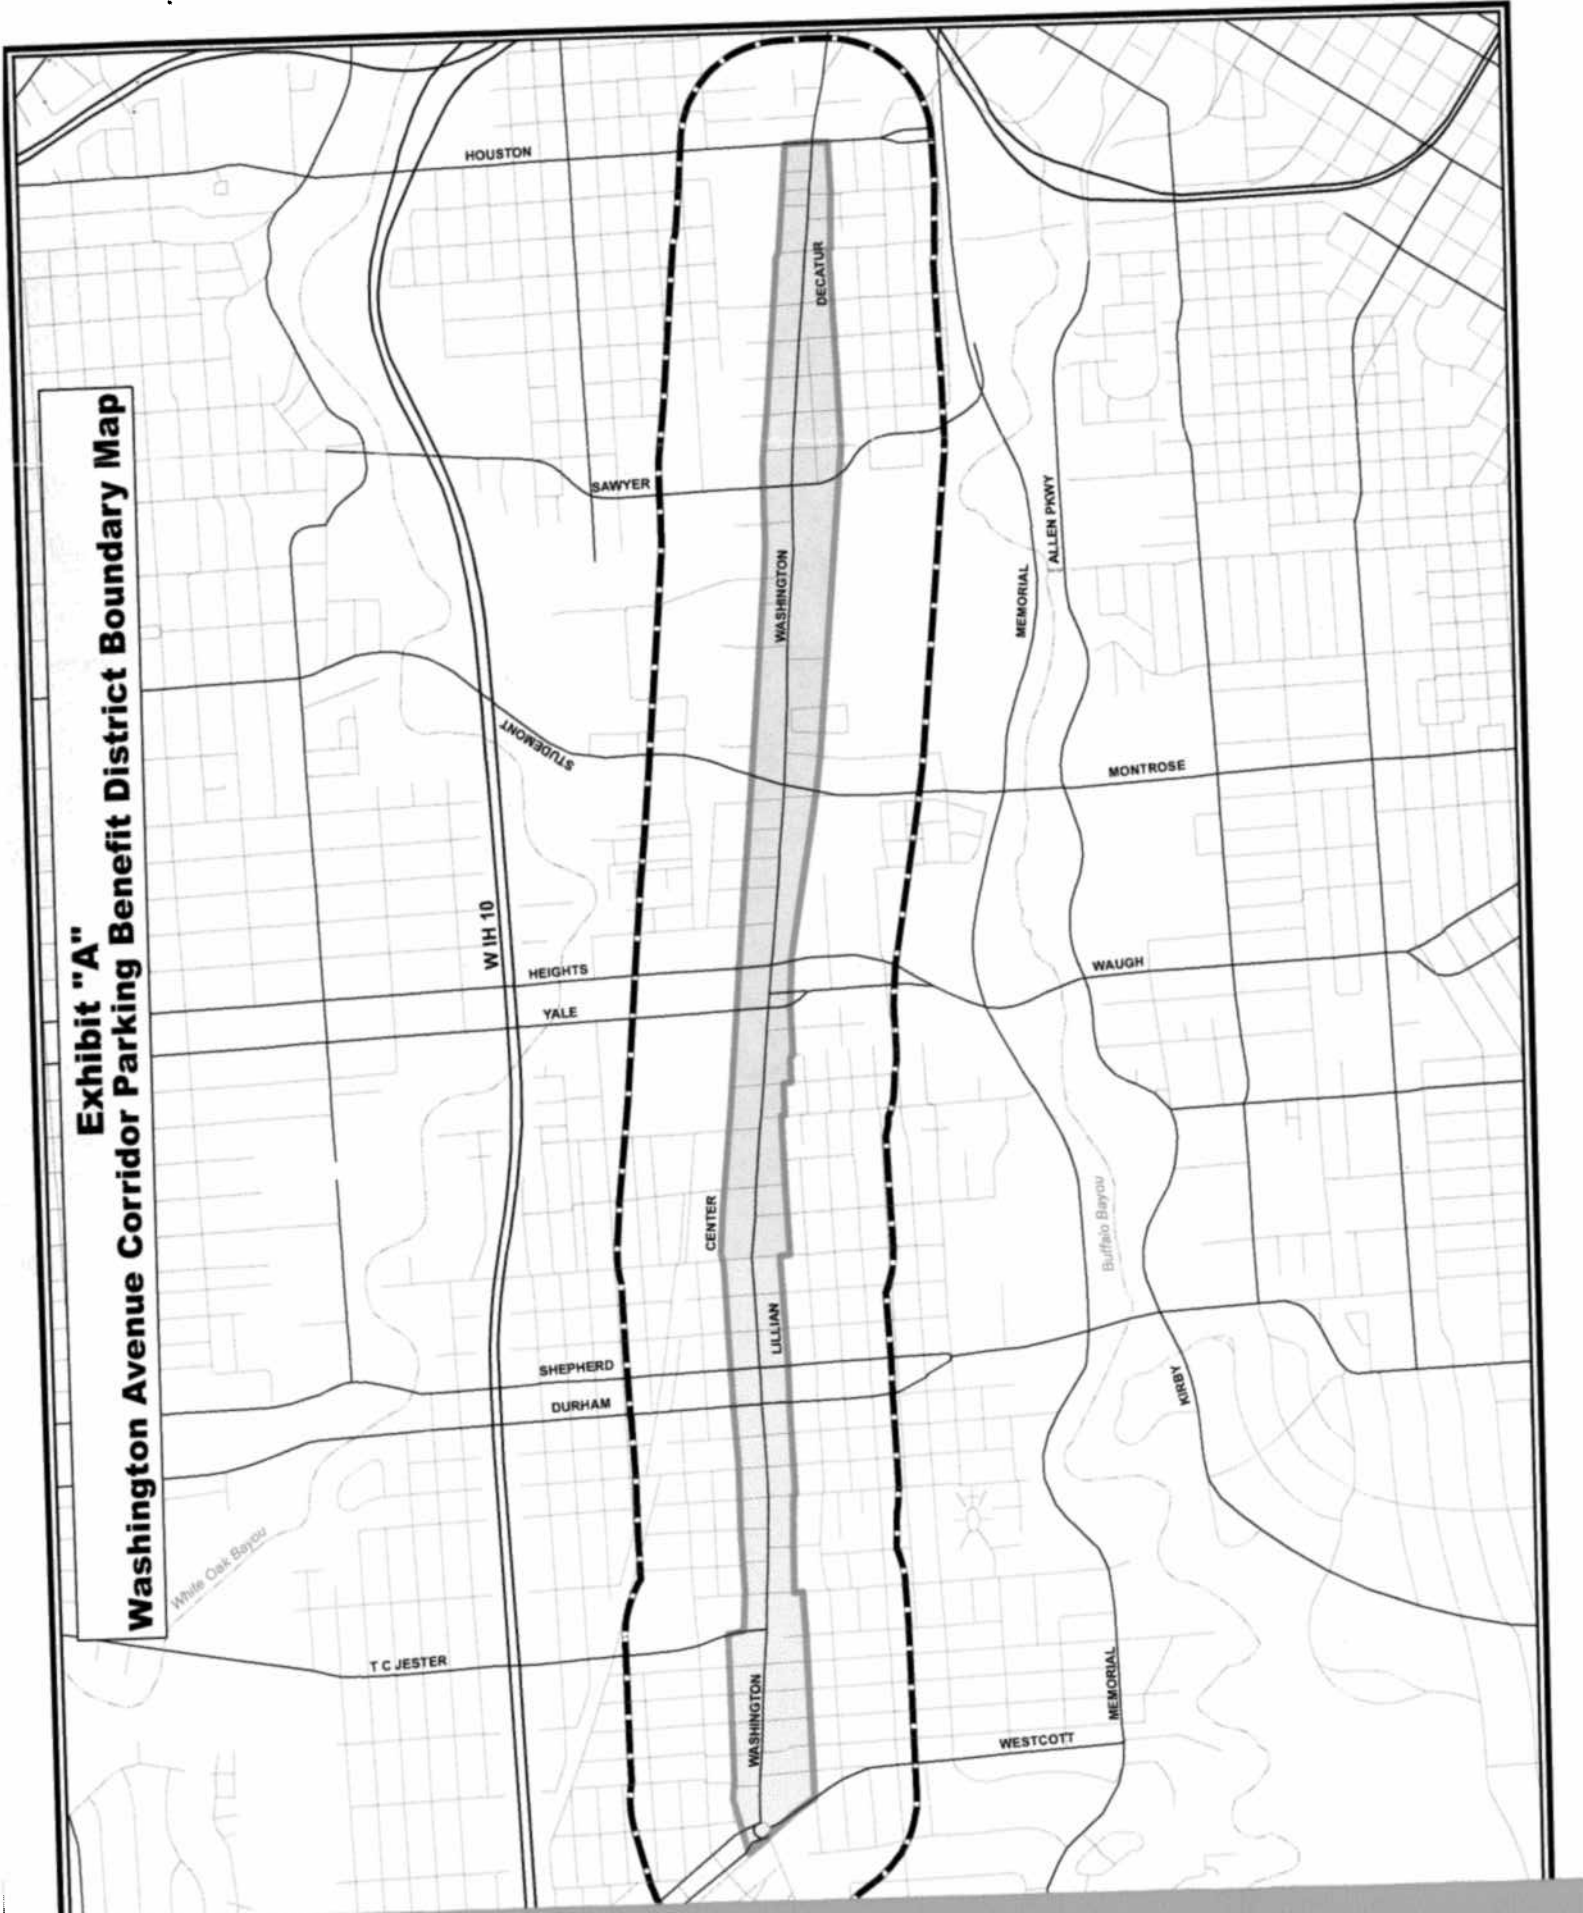 Exhibit "A"
Washington Avenue Corridor Parking Benefit District Boundary Map
HOUSTON
DECATUR
SAWYER
ALLEN PKWY
WASHINGTON
MEMORIAL
STUDEMONT
MONTROSE
W IH 10
HEIGHTS
WAUGH
YALE
CENTER
Buffalo Bayou
LILLIAN
SHEPHERD
KIRBY
DURHAM
White Oak Bayou
T C JESTER
WASHINGTON
MEMORIAL
WESTCOTT